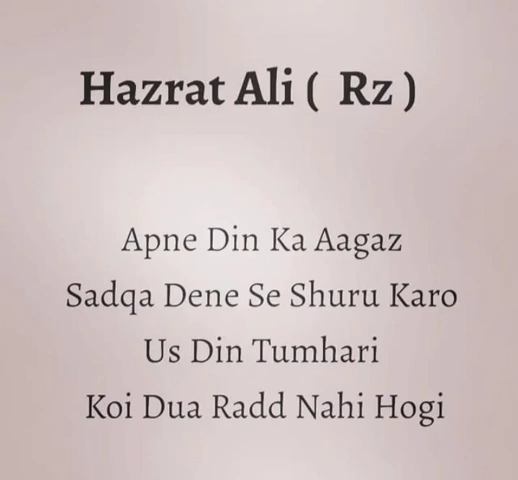 Hazrat Ali ( Rz )
Apne Din Ka Aagaz
Sadqa Dene Se Shuru Karo
Us Din Tumhari
Koi Dua Radd Nahi Hogi